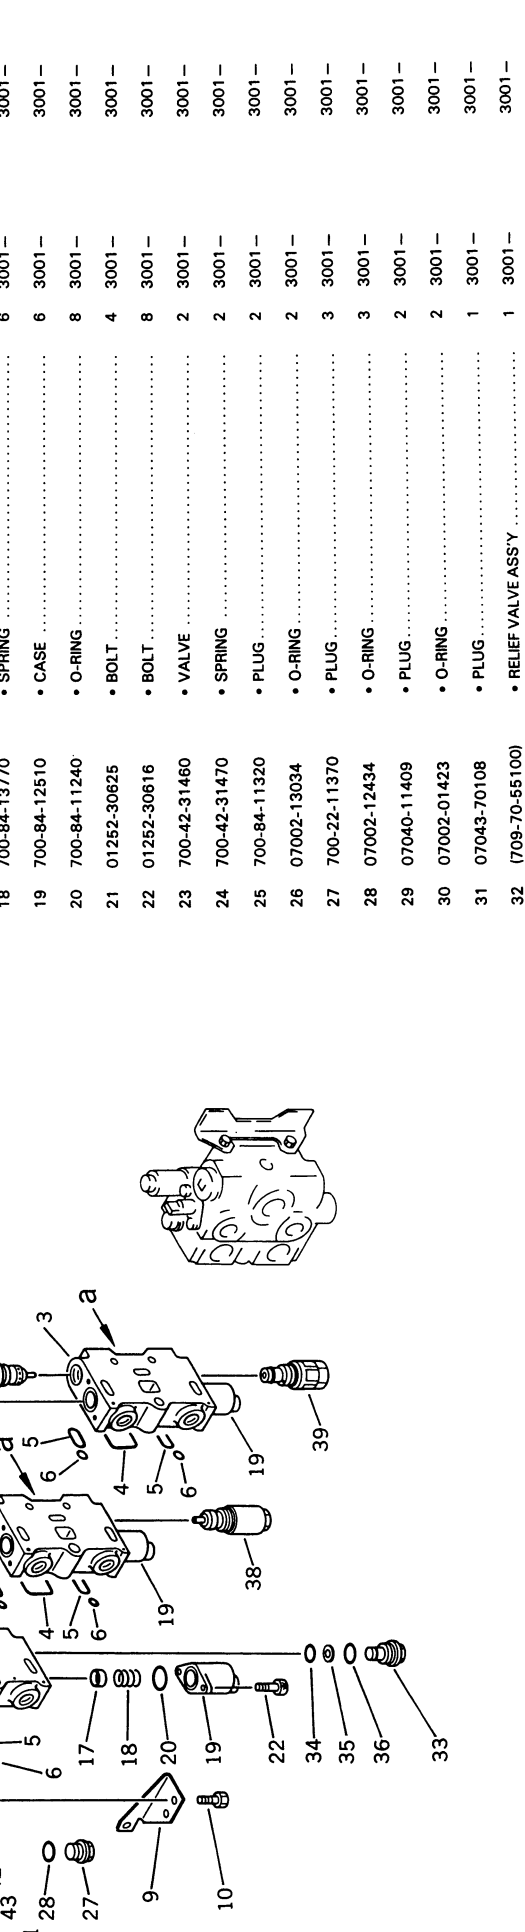 18 700-84-13770 • SPRING 6 3001– 3001–
19 700-84-12510 • CASE 6 3001– 3001–
20 700-84-11240 • O-RING 8 3001– 3001–
21 01252-30625 • BOLT 4 3001– 3001–
22 01252-30616 • BOLT 8 3001– 3001–
23 700-42-31460 • VALVE 2 3001– 3001–
24 700-42-31470 • SPRING 2 3001– 3001–
25 700-84-11320 • PLUG 2 3001– 3001–
26 07002-13034 • O-RING 2 3001– 3001–
27 700-22-11370 • PLUG 3 3001– 3001–
28 07002-12434 • O-RING 3 3001– 3001–
29 07040-11409 • PLUG 2 3001– 3001–
30 07002-01423 • O-RING 2 3001– 3001–
31 07043-70108 • PLUG 1 3001– 3001–
32 (709-70-55100) • RELIEF VALVE ASS'Y 1 3001– 3001–
a
3
a
5
6
4
5
6
19
39
4
5
6
19
38
5
6
17
18
20
19
22
34
35
36
33
9
10
43
28
27